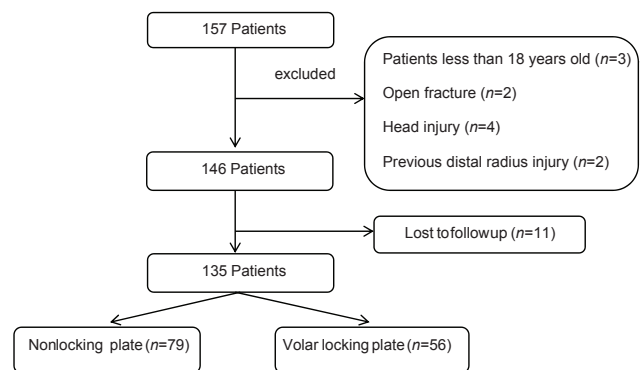 157 Patients
excluded
Patients less than 18 years old (n=3)
Open fracture (n=2)
Head injury (n=4)
Previous distal radius injury (n=2)
146 Patients
Lost tofollowup (n=11)
135 Patients
Nonlocking plate (n=79)
Volar locking plate (n=56)